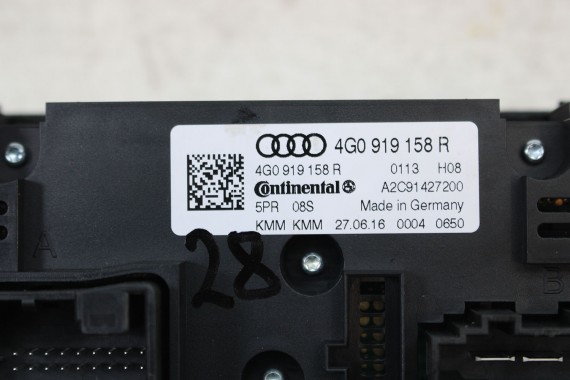 4G0 919 158 R
4G0 919 158 R 0113 H08
Continental A2C91427200
5PR 08S Made in Germany
KMM KMM 27.06.16 0004 0650
28
A
B